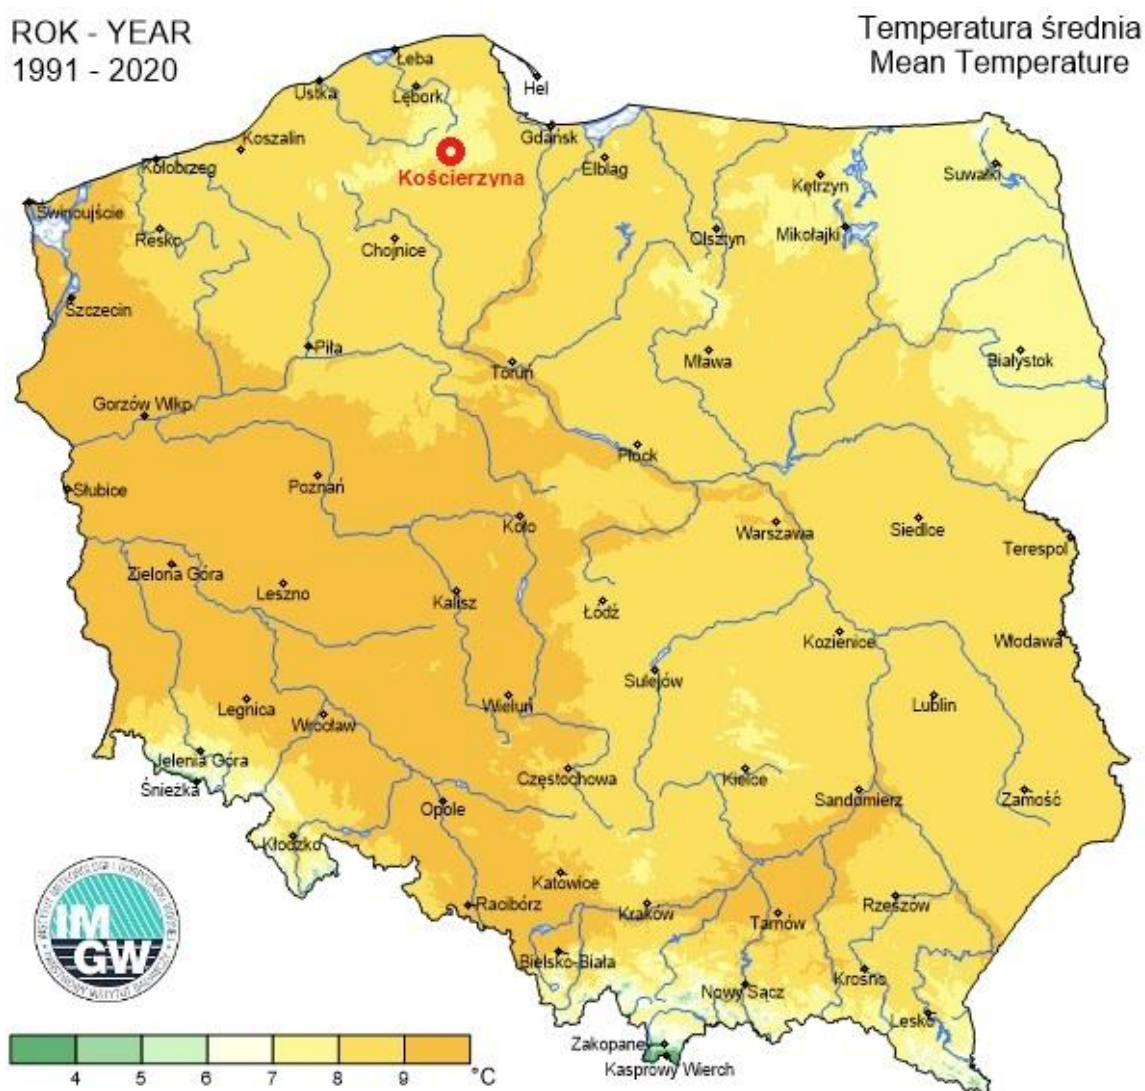 ROK - YEAR
1991 - 2020
Temperatura średnia
Mean Temperature
Łeba
Hel
Ustka
Lębork
Gdańsk
Koszalin
Kołobrzeg
Kościerzyna
Elbląg
Suwałki
Kętrzyn
Świnoujście
Resko
Chojnice
Olsztyn
Mikołajki
Szczecin
Piła
Toruń
Mława
Białystok
Gorzów Wlkp.
Płock
Słubice
Poznań
Koło
Warszawa
Siedlce
Terespol
Zielona Góra
Leszno
Kalisz
Łódź
Kozienice
Włodawa
Sulejów
Legnica
Wrocław
Wieluń
Lublin
Jelenia Góra
Śnieżka
Częstochowa
Kielce
Opole
Sandomierz
Zamość
Kłodzko
Katowice
Racibórz
Kraków
Tarnów
Rzeszów
Bielsko-Biała
Nowy Sącz
Krosno
Lesko
Zakopane
Kasprowy Wierch
IM
GW
4 5 6 7 8 9 °C